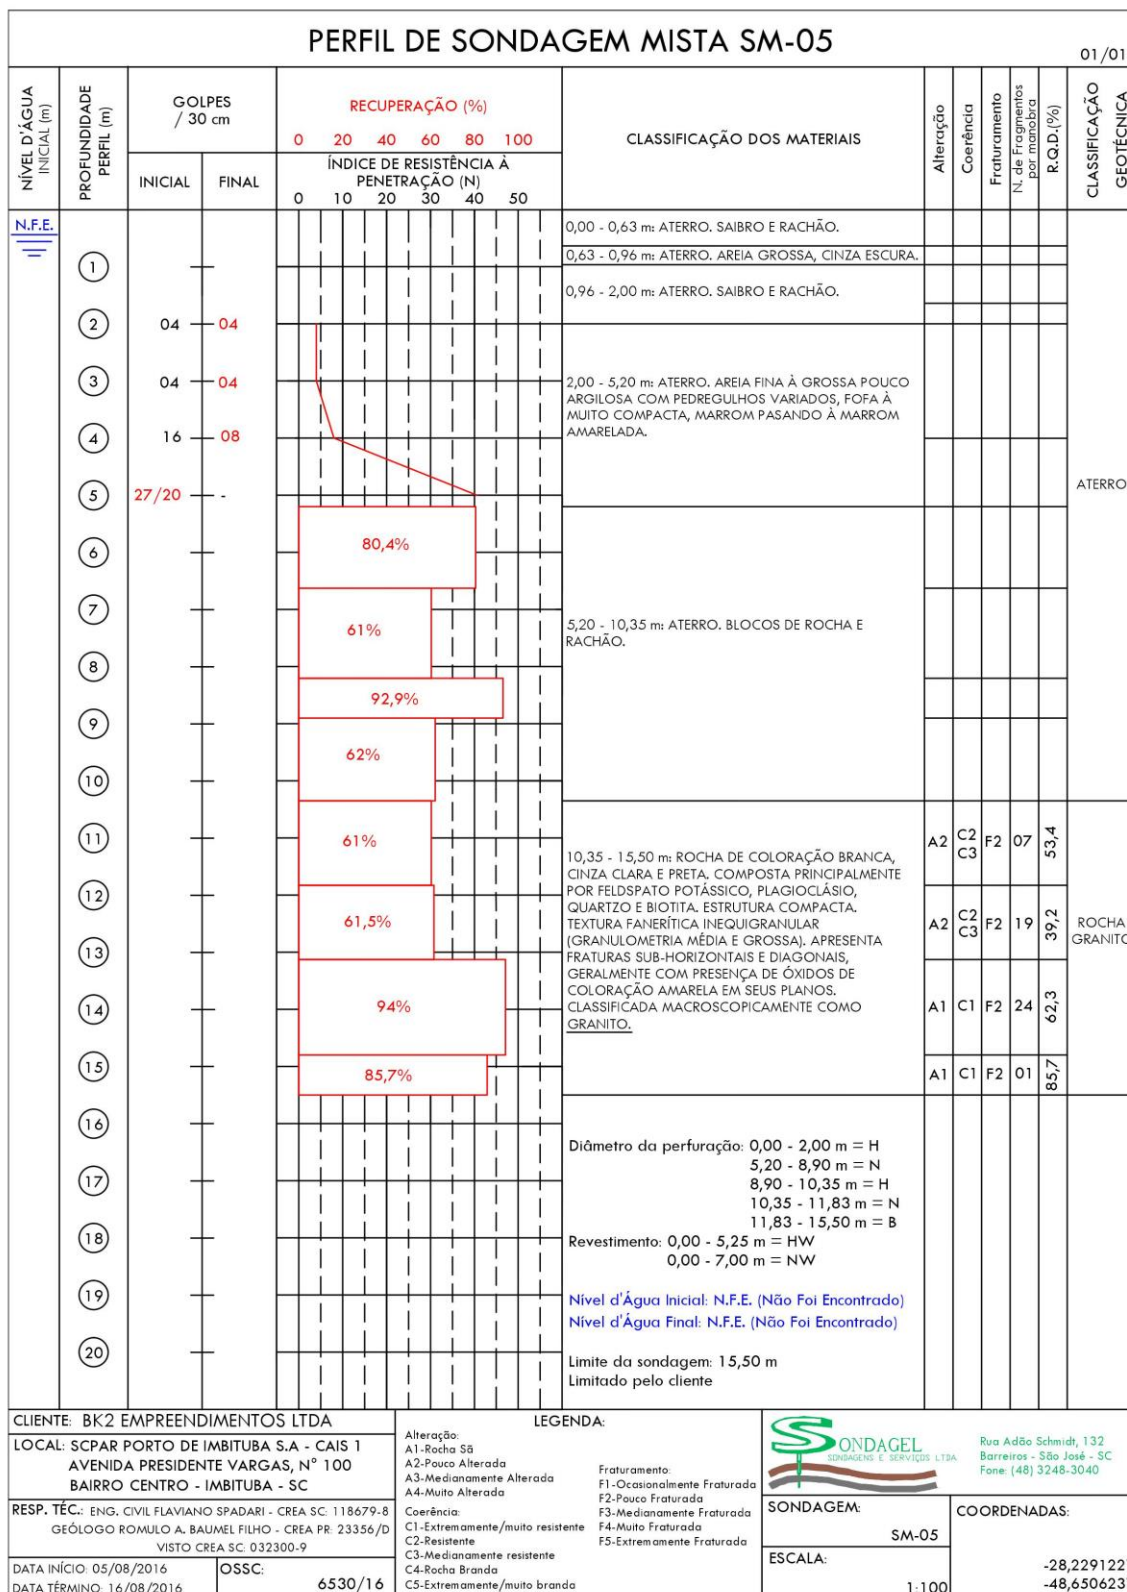 PERFIL DE SONDAGEM MISTA SM-05
01/01
NÍVEL D'ÁGUA INICIAL (m)
PROFUNDIDADE PERFIL (m)
GOLPES / 30 cm
INICIAL
FINAL
RECUPERAÇÃO (%)
0 20 40 60 80 100
ÍNDICE DE RESISTÊNCIA À
PENETRAÇÃO (N)
0 10 20 30 40 50
CLASSIFICAÇÃO DOS MATERIAIS
Alteração
Coerência
Fraturamento
N. de Fragmentos por manobra
R.Q.D.(%)
CLASSIFICAÇÃO GEOTÉCNICA
N.F.E.
0,00 - 0,63 m: ATERRO. SAIBRO E RACHÃO.
0,63 - 0,96 m: ATERRO. AREIA GROSSA, CINZA ESCURA.
1
0,96 - 2,00 m: ATERRO. SAIBRO E RACHÃO.
2 04 04
3 04 04
2,00 - 5,20 m: ATERRO. AREIA FINA À GROSSA POUCO
ARGILOSA COM PEDREGULHOS VARIADOS, FOFA À
MUITO COMPACTA, MARROM PASANDO À MARROM
AMARELADA.
4 16 08
5 27/20 -
ATERRO
6 80,4%
7
61%
5,20 - 10,35 m: ATERRO. BLOCOS DE ROCHA E
RACHÃO.
8
92,9%
9
62%
10
11 61% A2 C2 C3 F2 07 53,4
10,35 - 15,50 m: ROCHA DE COLORAÇÃO BRANCA,
CINZA CLARA E PRETA. COMPOSTA PRINCIPALMENTE
POR FELDSPATO POTÁSSICO, PLAGIOCLÁSIO,
QUARTZO E BIOTITA. ESTRUTURA COMPACTA.
TEXTURA FANERÍTICA INEQUIGRANULAR
(GRANULOMETRIA MÉDIA E GROSSA). APRESENTA
FRATURAS SUB-HORIZONTAIS E DIAGONAIS,
GERALMENTE COM PRESENÇA DE ÓXIDOS DE
COLORAÇÃO AMARELA EM SEUS PLANOS.
CLASSIFICADA MACROSCOPICAMENTE COMO
GRANITO.
12
61,5% A2 C2 C3 F2 19 39,2
ROCHA
GRANITO
13
14 94% A1 C1 F2 24 62,3
15 85,7% A1 C1 F2 01 85,7
16
17
18
19
20
Diâmetro da perfuração: 0,00 - 2,00 m = H
5,20 - 8,90 m = N
8,90 - 10,35 m = H
10,35 - 11,83 m = N
11,83 - 15,50 m = B
Revestimento: 0,00 - 5,25 m = HW
0,00 - 7,00 m = NW
Nível d'Água Inicial: N.F.E. (Não Foi Encontrado)
Nível d'Água Final: N.F.E. (Não Foi Encontrado)
Limite da sondagem: 15,50 m
Limitado pelo cliente
CLIENTE: BK2 EMPREENDIMENTOS LTDA
LOCAL: SCPAR PORTO DE IMBITUBA S.A - CAIS 1
AVENIDA PRESIDENTE VARGAS, N° 100
BAIRRO CENTRO - IMBITUBA - SC
RESP. TÉC.: ENG. CIVIL FLAVIANO SPADARI - CREA SC: 118679-8
GEÓLOGO ROMULO A. BAUMEL FILHO - CREA PR: 23356/D
VISTO CREA SC: 032300-9
DATA INÍCIO: 05/08/2016
DATA TÉRMINO: 16/08/2016
OSSC:
6530/16
LEGENDA:
Alteração:
A1-Rocha Sã
A2-Pouco Alterada
A3-Medianamente Alterada
A4-Muito Alterada
Coerência:
C1-Extremamente/muito resistente
C2-Resistente
C3-Medianamente resistente
C4-Rocha Branda
C5-Extremamente/muito branda
Fraturamento:
F1-Ocasionalmente Fraturada
F2-Pouco Fraturada
F3-Medianamente Fraturada
F4-Muito Fraturada
F5-Extremamente Fraturada
SONDAGEL
SONDAGENS E SERVIÇOS LTDA
Rua Adão Schmidt, 132
Barreiros - São José - SC
Fone: (48) 3248-3040
SONDAGEM:
SM-05
ESCALA:
1:100
COORDENADAS:
-28,229122
-48,650623